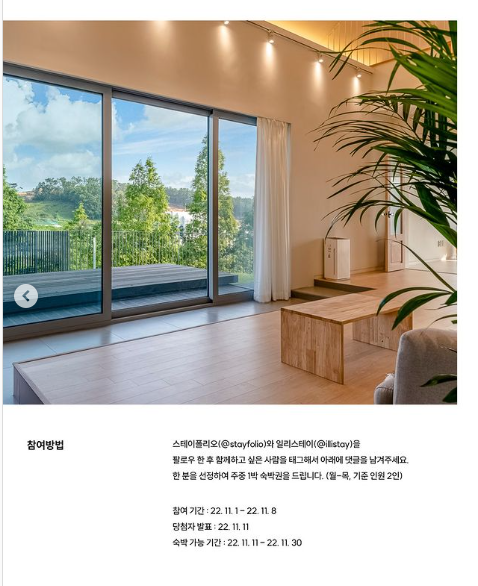 참여방법
스테이폴리오(@stayfolio)와 일리스테이(@illistay)을
팔로우 한 후 함께하고 싶은 사람을 태그해서 아래에 댓글을 남겨주세요.
한 분을 선정하여 주중 1박 숙박권을 드립니다. (월-목, 기준 인원 2인)
참여 기간 : 22. 11. 1 - 22. 11. 8
당첨자 발표 : 22. 11. 11
숙박 가능 기간 : 22. 11. 11 - 22. 11. 30